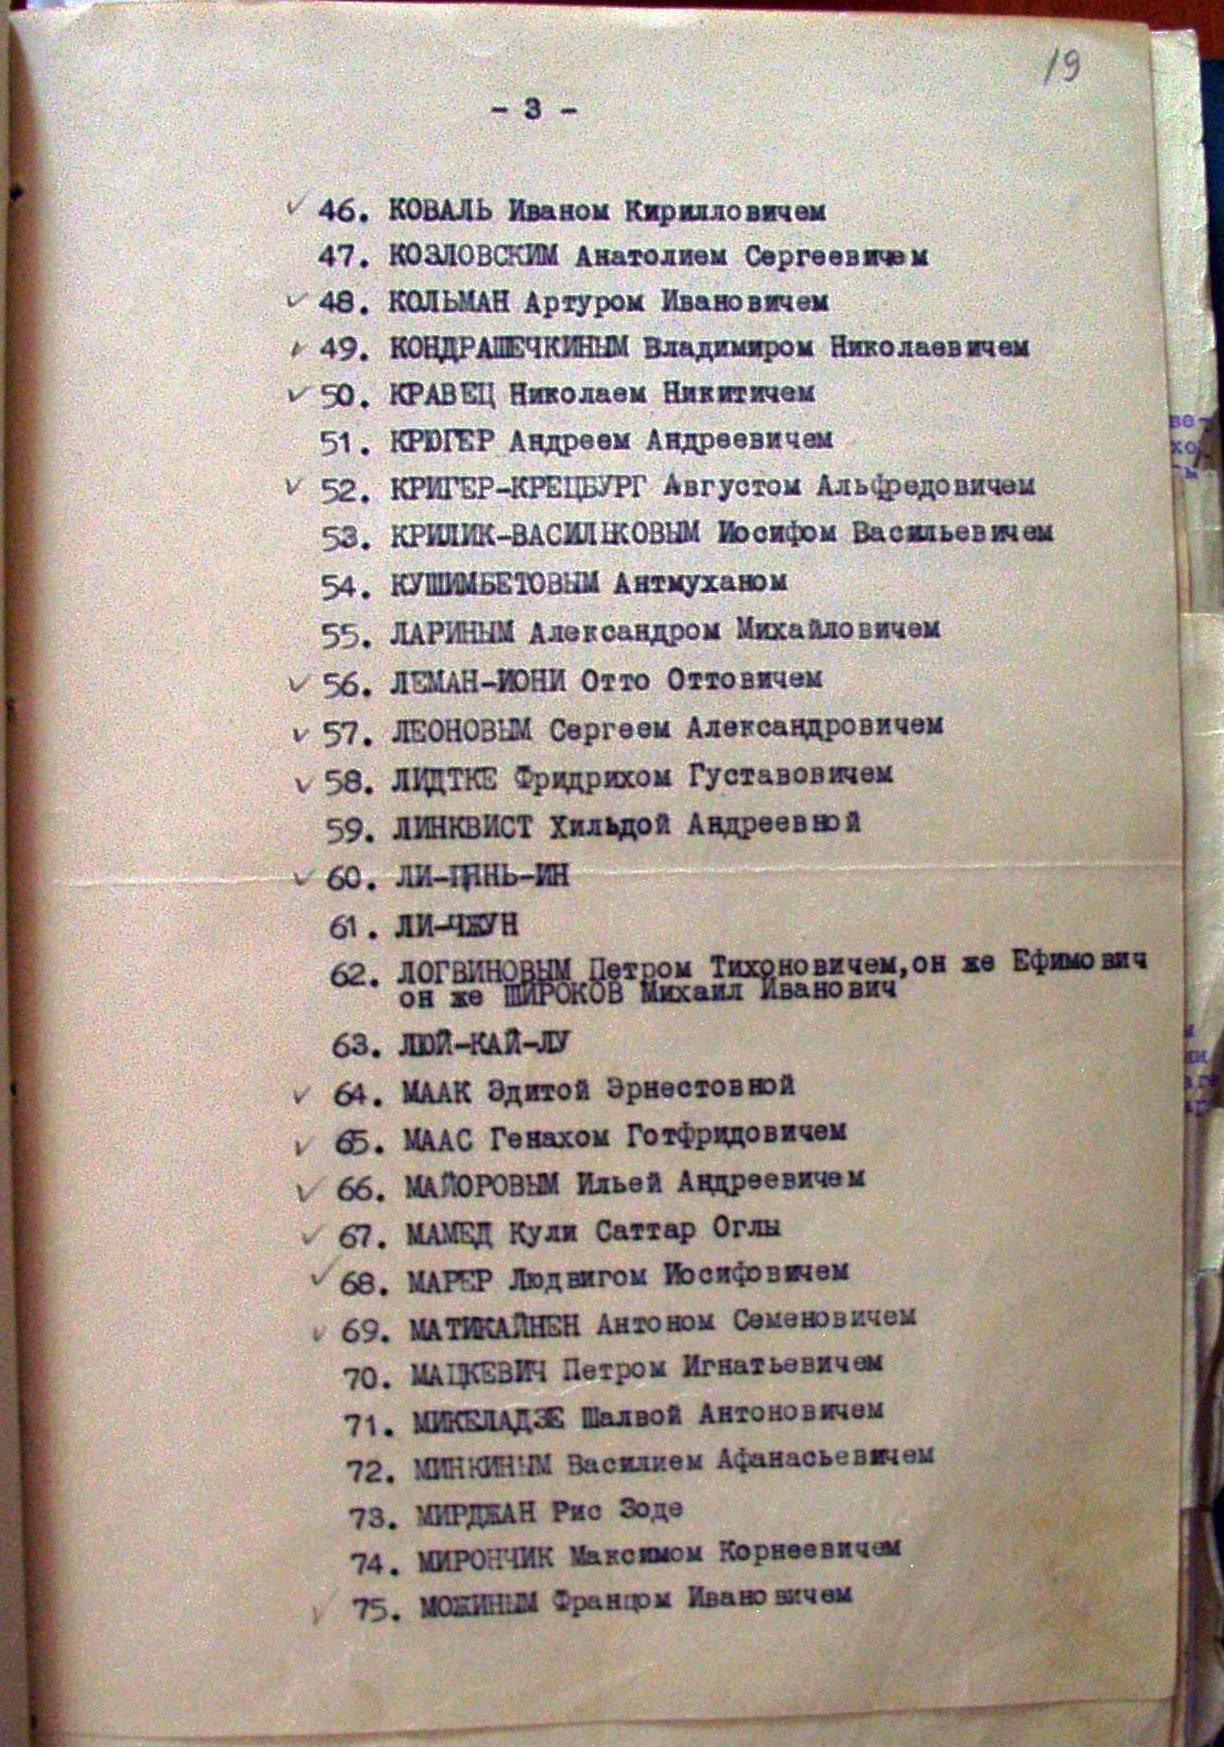 19
- 3 -
46. КОВАЛЬ Иваном Кирилловичем
47. КОЗЛОВСКИМ Анатолием Сергеевичем
48. КОЛЬМАН Артуром Ивановичем
49. КОНДРАШЕЧКИНЫМ Владимиром Николаевичем
50. КРАВЕЦ Николаем Никитичем
51. КРЮГЕР Андреем Андреевичем
52. КРИГЕР-КРЕЦБУРГ Августом Альфредовичем
53. КРИЛИК-ВАСИЛЬКОВЫМ Иосифом Васильевичем
54. КУШИМБЕТОВЫМ Аитмуханом
55. ЛАРИНЫМ Александром Михайловичем
56. ЛЕМАН-ИОНИ Отто Оттовичем
57. ЛЕОНОВЫМ Сергеем Александровичем
58. ЛИДТКЕ Фридрихом Густавовичем
59. ЛИНКВИСТ Хильдой Андреевной
60. ЛИ-ЦЯНЬ-ИН
61. ЛИ-ЧЖУН
62. ЛОГВИНОВЫМ Петром Тихоновичем, он же Ефимович
он же ШИРОКОВ Михаил Иванович
63. ЛЮЙ-КАЙ-ЛУ
64. МААК Эдитой Эрнестовной
65. МААС Генахом Готфридовичем
66. МАЙОРОВЫМ Ильей Андреевичем
67. МАМЕД Кули Саттар Оглы
68. МАРЕР Людвигом Иосифовичем
69. МАТИКАЙНЕН Антоном Семеновичем
70. МАЦКЕВИЧ Петром Игнатьевичем
71. МИКЕЛАДЗЕ Шалвой Антоновичем
72. МИНКИНЫМ Василием Афанасьевичем
73. МИРДЖАН Рис Зоде
74. МИРОНЧИК Максимом Корнеевичем
75. МОЖИНЫМ Францом Ивановичем